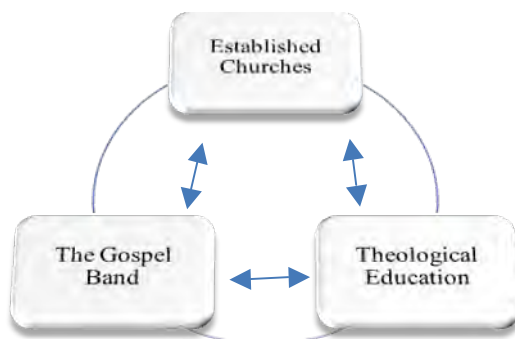 Established
Churches
The Gospel
Band
Theological
Education